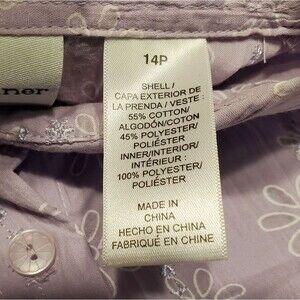 ner
14P
SHELL/
CAPA EXTERIOR DE
LA PRENDA / VESTE :
55% COTTON/
ALGODÓN/COTON
45% POLYESTER/
POLIÉSTER
INNER/INTERIOR/
INTÉRIEUR :
100% POLYESTER/
POLIÉSTER
MADE IN
CHINA
HECHO EN CHINA
FABRIQUÉ EN CHINE